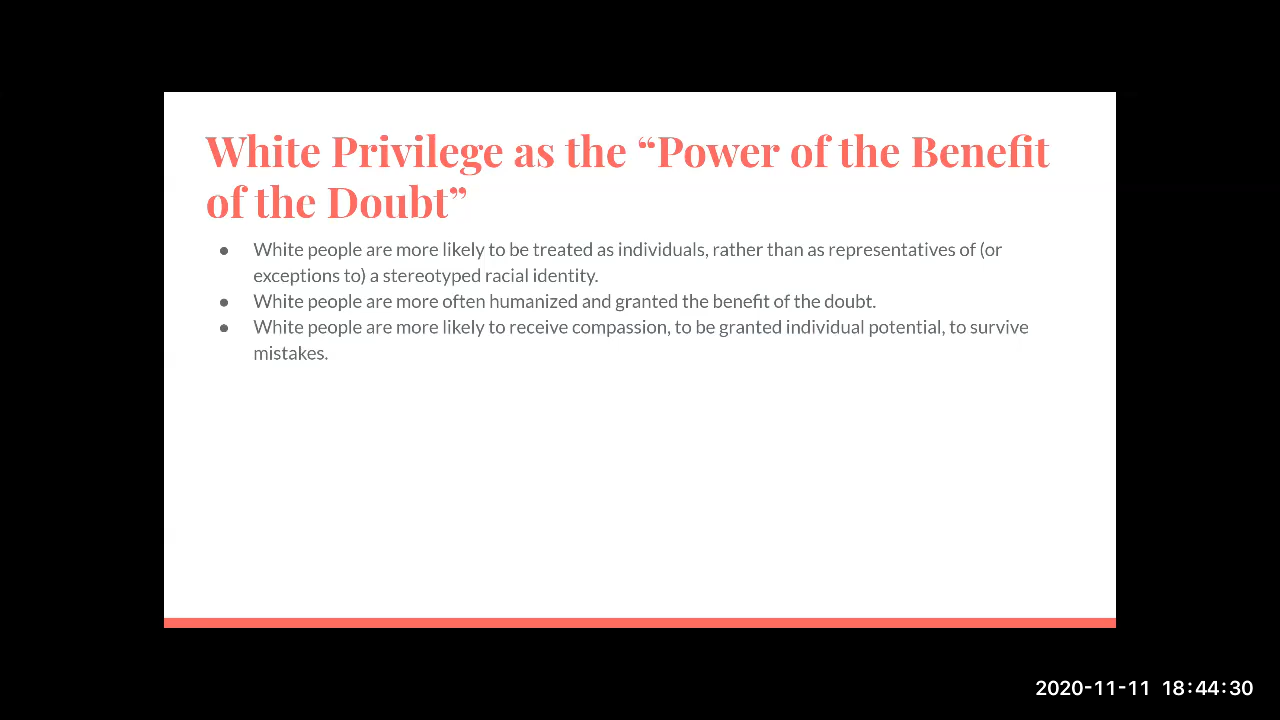 White Privilege as the “Power of the Benefit
of the Doubt”
● White people are more likely to be treated as individuals, rather than as representatives of (or
exceptions to) a stereotyped racial identity.
● White people are more often humanized and granted the benefit of the doubt.
● White people are more likely to receive compassion, to be granted individual potential, to survive
mistakes.
2020-11-11 18:44:30